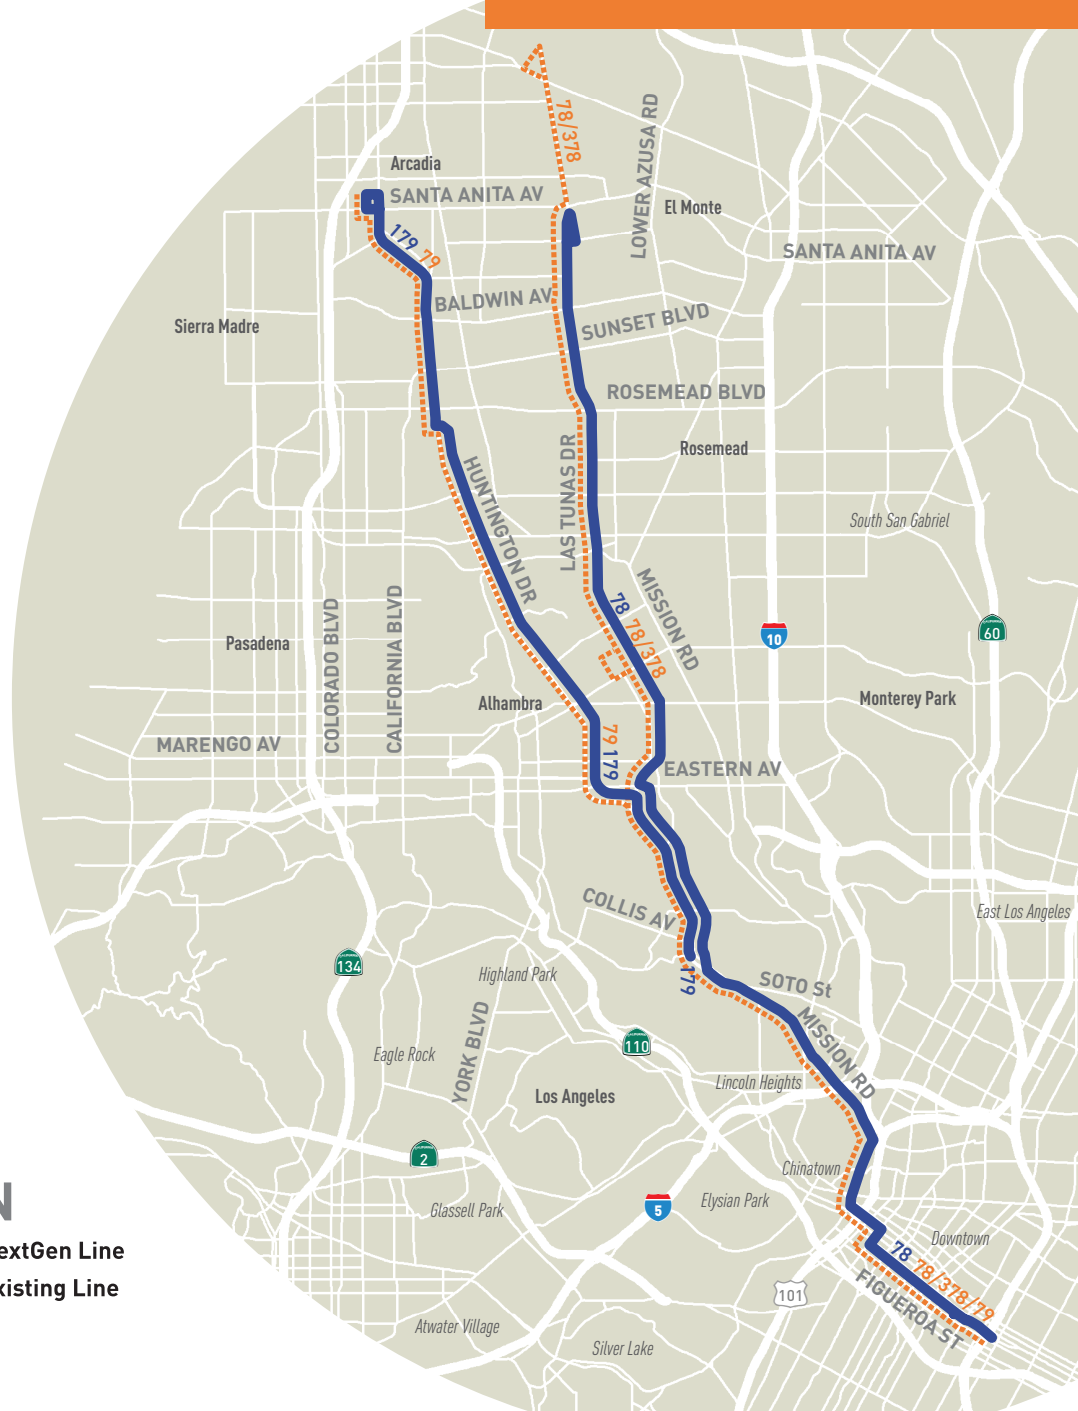 78/378
LOWER AZUSA RD
Arcadia
SANTA ANITA AV
El Monte
179 79
SANTA ANITA AV
BALDWIN AV
SUNSET BLVD
Sierra Madre
ROSEMEAD BLVD
Rosemead
LAS TUNAS DR
HUNTINGTON DR
South San Gabriel
MISSION RD
78 78/378
10
60
COLORADO BLVD
CALIFORNIA BLVD
Pasadena
Alhambra
Monterey Park
MARENGO AV
79 179
EASTERN AV
COLLIS AV
East Los Angeles
134
Highland Park
179
SOTO St
MISSION RD
YORK BLVD
110
Eagle Rock
Lincoln Heights
Los Angeles
2
Chinatown
5
Elysian Park
Glassell Park
N
extGen Line
xisting Line
Downtown
78 78/378/79
FIGUEROA ST
101
Atwater Village
Silver Lake